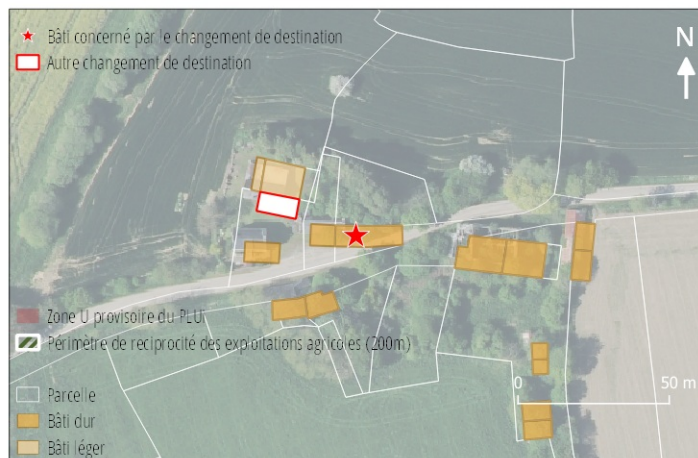 Bâti concerné par le changement de destination
Autre changement de destination
N
Zone U provisoire du PLUi
Périmètre de réciprocité des exploitations agricoles (200m)
Parcelle
Bâti dur
Bâti léger
0 50 m